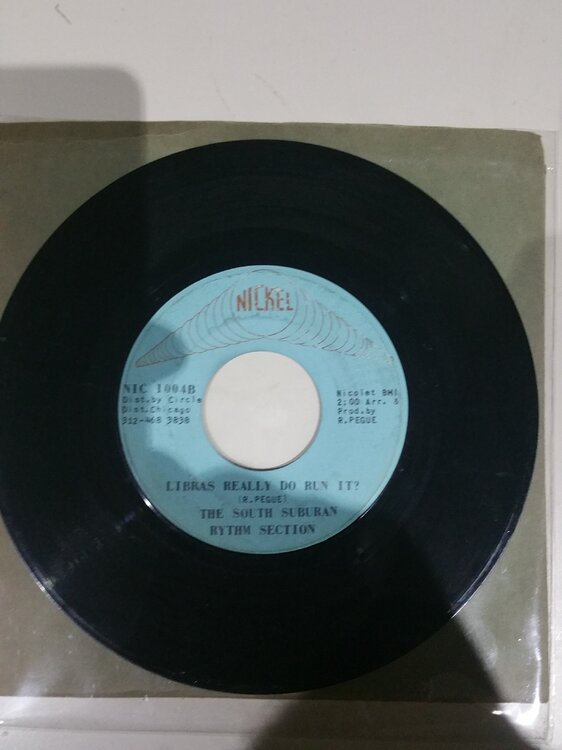 NICKEL
NIC 1004B
Dist.by Circle
Dist.Chicago
312-468 3838
Nicolet BMI
2:00 Arr. &
Prod.by
R.PEGUE
LIBRAS REALLY DO RUN IT?
(R.PEGUE)
THE SOUTH SUBURAN
RYTHM SECTION